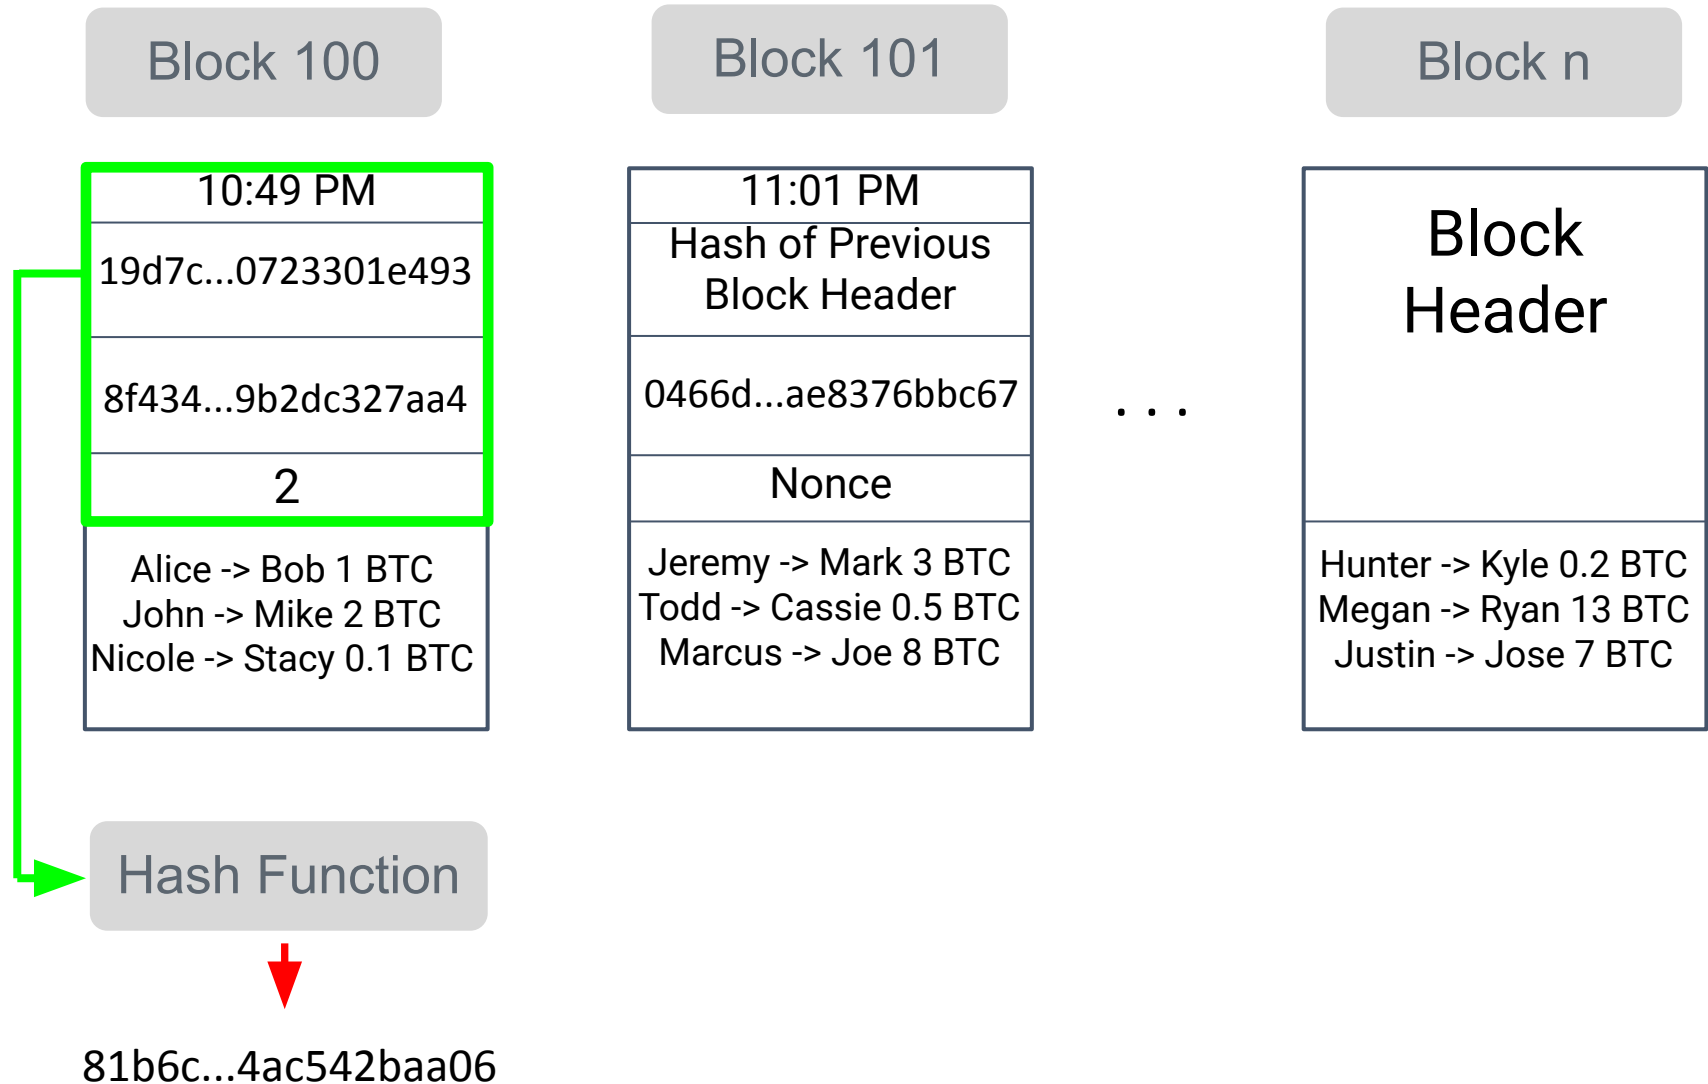 Block 100
10:49 PM
19d7c...0723301e493
8f434...9b2dc327aa4
2
Alice -> Bob 1 BTC
John -> Mike 2 BTC
Nicole -> Stacy 0.1 BTC
Hash Function
81b6c...4ac542baa06
Block 101
11:01 PM
Hash of Previous
Block Header
0466d...ae8376bbc67
Nonce
Jeremy -> Mark 3 BTC
Todd -> Cassie 0.5 BTC
Marcus -> Joe 8 BTC
. . .
Block n
Block
Header
Hunter -> Kyle 0.2 BTC
Megan -> Ryan 13 BTC
Justin -> Jose 7 BTC